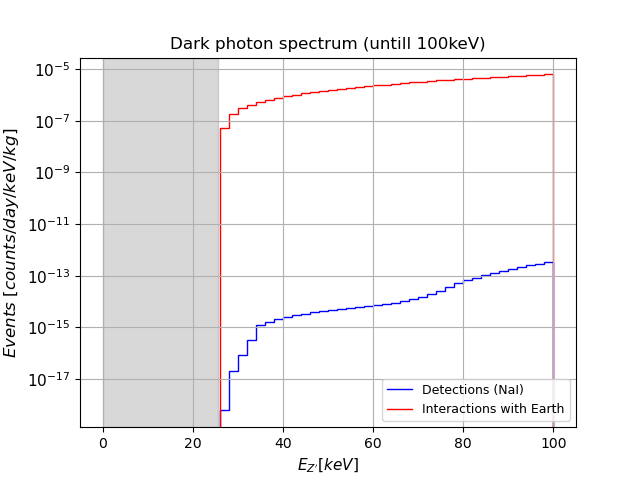 Dark photon spectrum (untill 100keV)
Events [counts/day/keV/kg]
10⁻⁵
10⁻⁷
10⁻⁹
10⁻¹¹
10⁻¹³
10⁻¹⁵
10⁻¹⁷
Detections (NaI)
Interactions with Earth
0 20 40 60 80 100
E_{Z'}[keV]